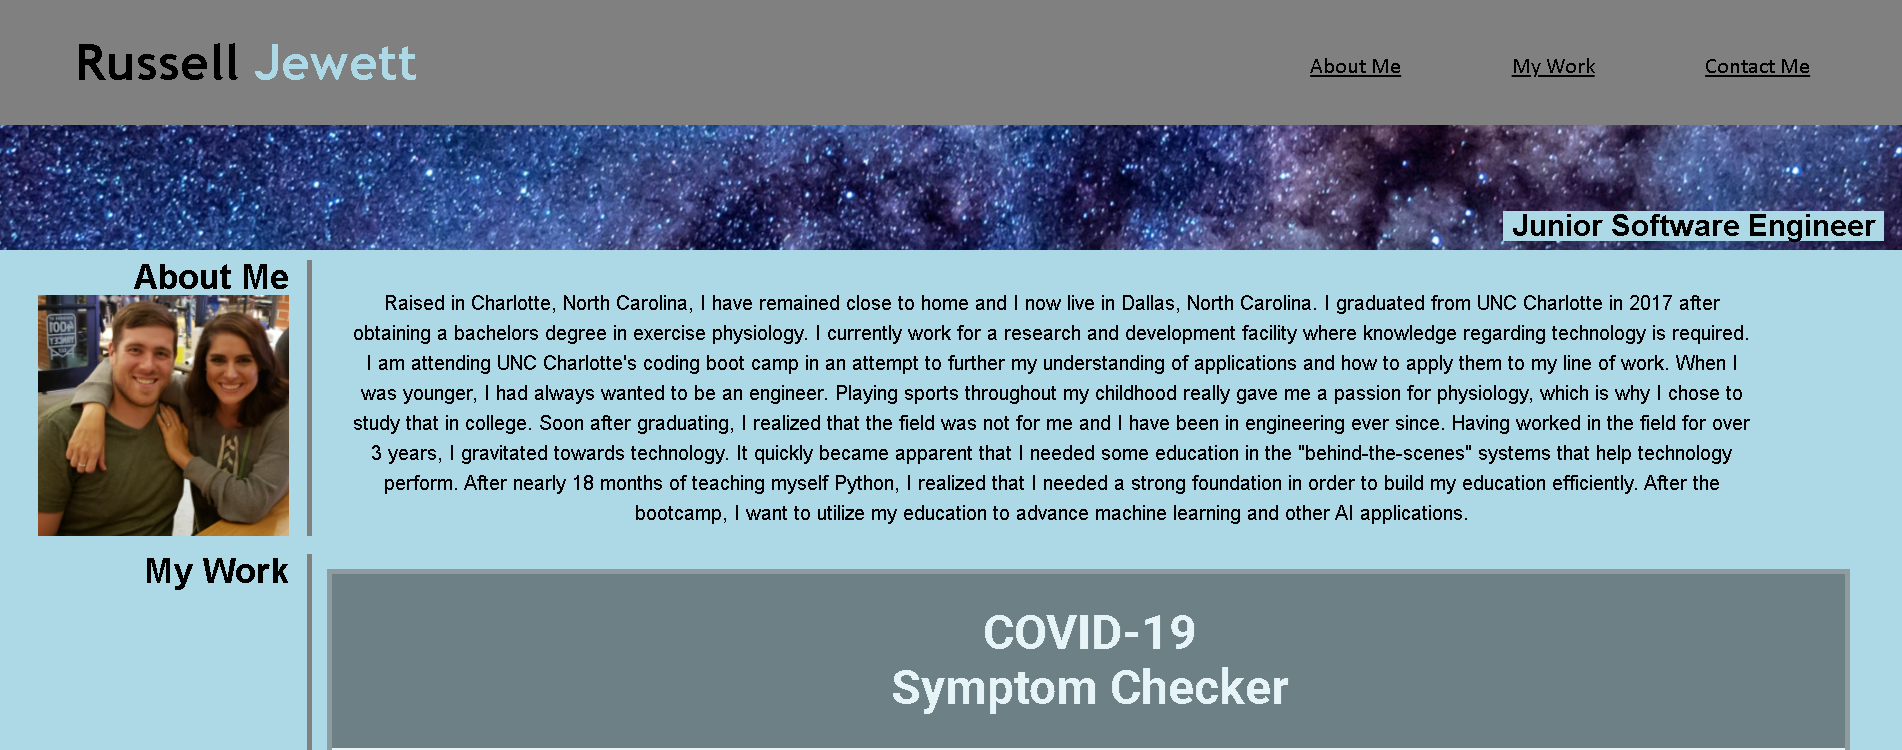 Russell Jewett
About Me
My Work
Contact Me
Junior Software Engineer
About Me
Raised in Charlotte, North Carolina, I have remained close to home and I now live in Dallas, North Carolina. I graduated from UNC Charlotte in 2017 after
obtaining a bachelors degree in exercise physiology. I currently work for a research and development facility where knowledge regarding technology is required.
I am attending UNC Charlotte's coding boot camp in an attempt to further my understanding of applications and how to apply them to my line of work. When I
was younger, I had always wanted to be an engineer. Playing sports throughout my childhood really gave me a passion for physiology, which is why I chose to
study that in college. Soon after graduating, I realized that the field was not for me and I have been in engineering ever since. Having worked in the field for over
3 years, I gravitated towards technology. It quickly became apparent that I needed some education in the "behind-the-scenes" systems that help technology
perform. After nearly 18 months of teaching myself Python, I realized that I needed a strong foundation in order to build my education efficiently. After the
bootcamp, I want to utilize my education to advance machine learning and other AI applications.
My Work
COVID-19
Symptom Checker